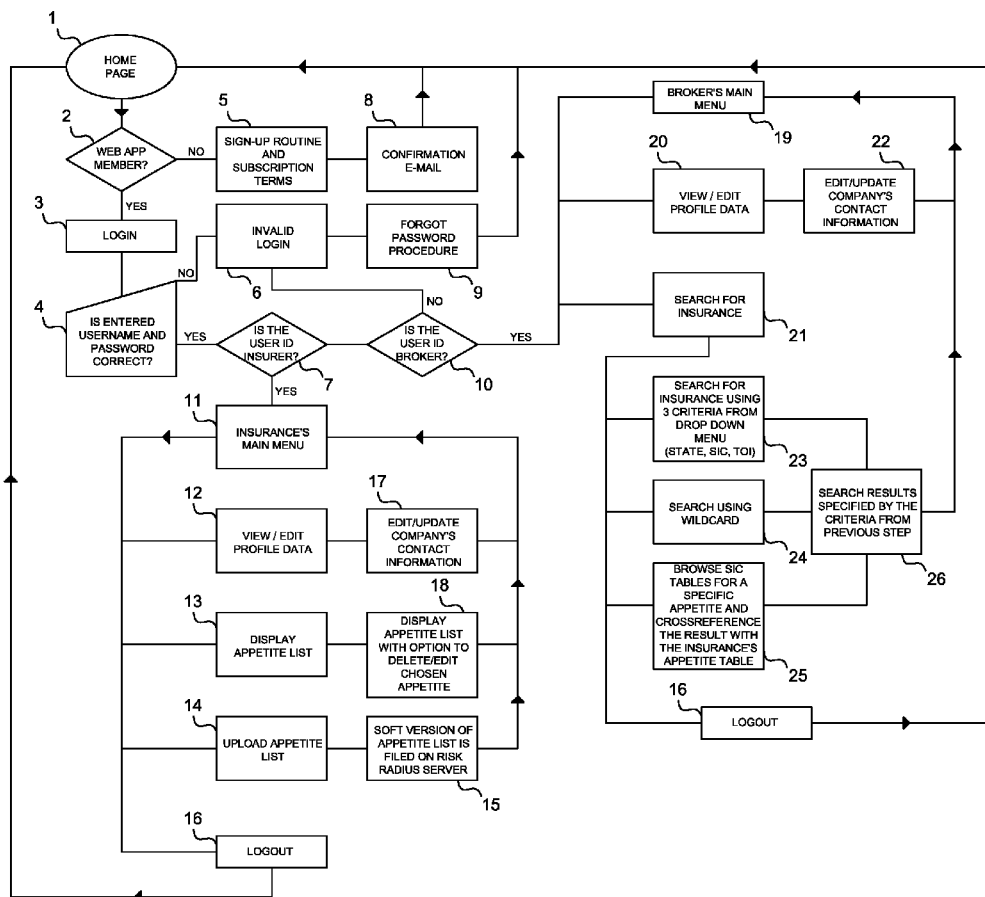 1
HOME
PAGE
2
WEB APP
MEMBER?
NO
5
SIGN-UP ROUTINE
AND
SUBSCRIPTION
TERMS
8
CONFIRMATION
E-MAIL
YES
3
LOGIN
NO
INVALID
LOGIN
6
FORGOT
PASSWORD
PROCEDURE
9
4
IS ENTERED
USERNAME AND
PASSWORD
CORRECT?
YES
IS THE
USER ID
INSURER?
7
NO
IS THE
USER ID
BROKER?
10
YES
YES
11
INSURANCE'S
MAIN MENU
12
VIEW / EDIT
PROFILE DATA
17
EDIT/UPDATE
COMPANY'S
CONTACT
INFORMATION
13
DISPLAY
APPETITE LIST
18
DISPLAY
APPETITE LIST
WITH OPTION TO
DELETE/EDIT
CHOSEN
APPETITE
14
UPLOAD APPETITE
LIST
SOFT VERSION OF
APPETITE LIST IS
FILED ON RISK
RADIUS SERVER
15
16
LOGOUT
BROKER'S MAIN
MENU
19
20
VIEW / EDIT
PROFILE DATA
22
EDIT/UPDATE
COMPANY'S
CONTACT
INFORMATION
SEARCH FOR
INSURANCE
21
SEARCH FOR
INSURANCE USING
3 CRITERIA FROM
DROP DOWN
MENU
(STATE, SIC, TOI)
23
SEARCH USING
WILDCARD
24
SEARCH RESULTS
SPECIFIED BY THE
CRITERIA FROM
PREVIOUS STEP
26
BROWSE SIC
TABLES FOR A
SPECIFIC
APPETITE AND
CROSSREFERENCE
THE RESULT WITH
THE INSURANCE'S
APPETITE TABLE
25
16
LOGOUT